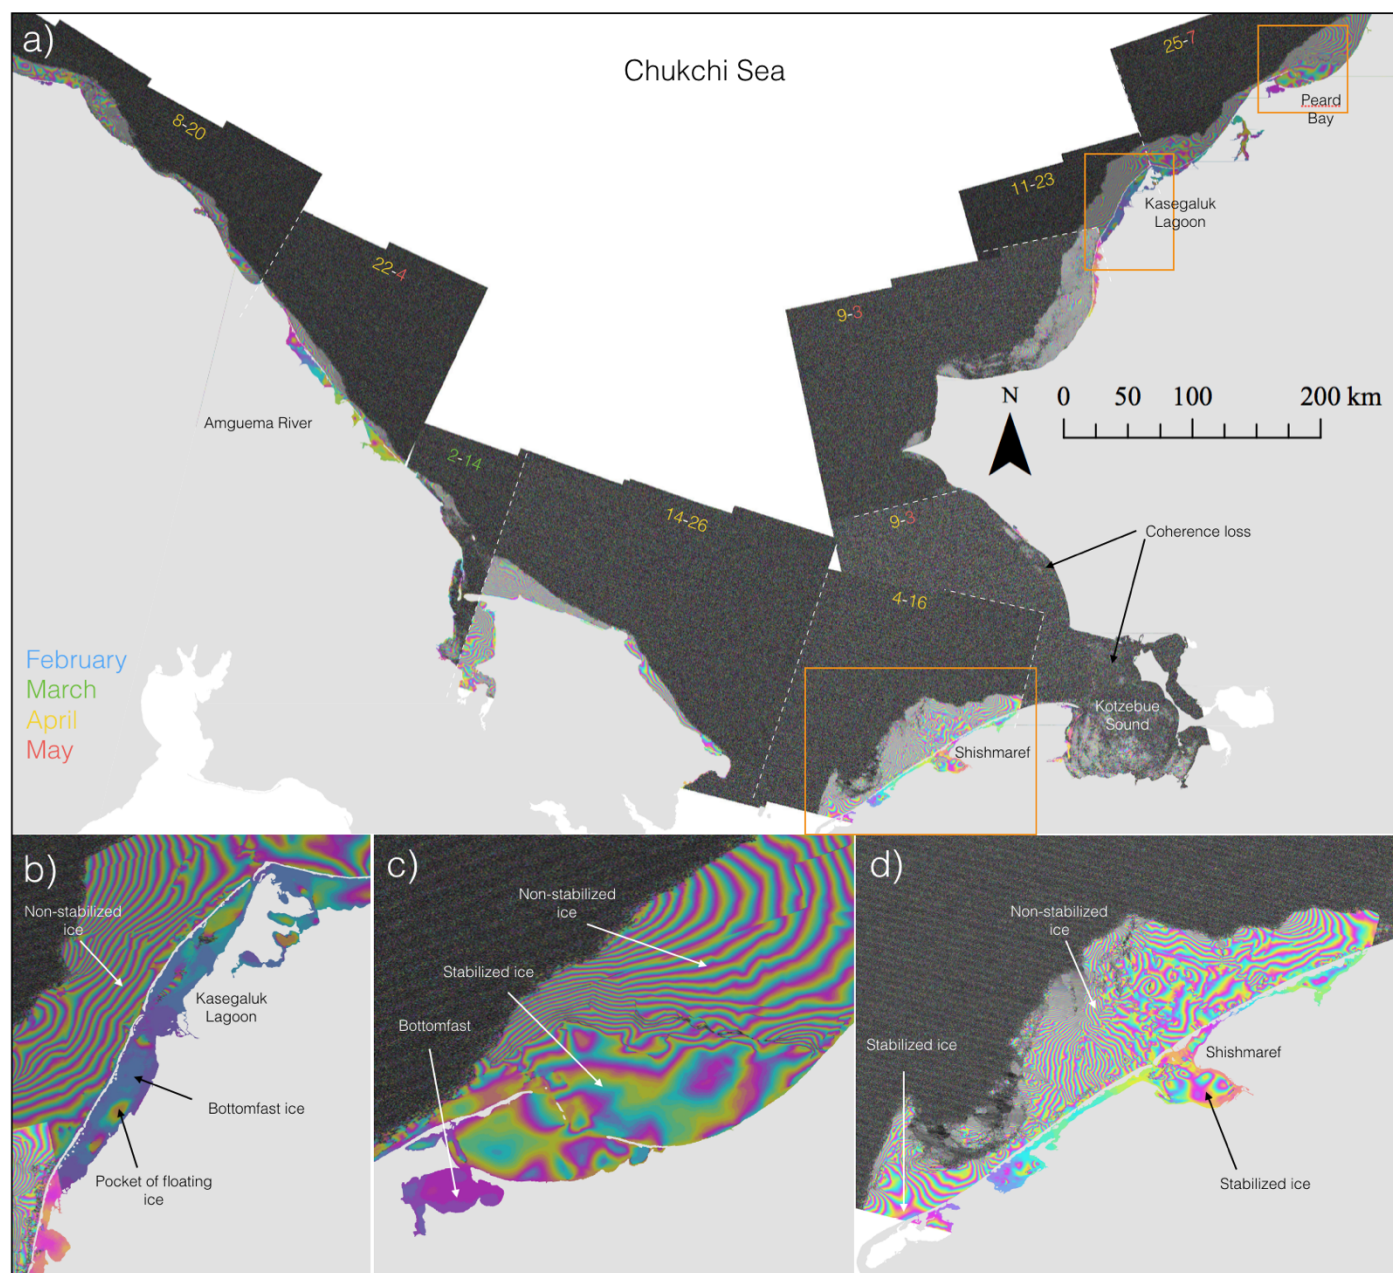 a)
Chukchi Sea
25-7
Peard
Bay
8-20
11-23
Kasegaluk
Lagoon
22-4
9-3
N
0 50 100 200 km
Amguema River
2-14
14-26
9-3
Coherence loss
4-16
February
March
April
May
Kotzebue
Sound
Shishmaref
b)
Non-stabilized
ice
Kasegaluk
Lagoon
Bottomfast ice
Pocket of floating
ice
c)
Non-stabilized
ice
Stabilized ice
Bottomfast
d)
Non-stabilized
ice
Stabilized ice
Shishmaref
Stabilized ice